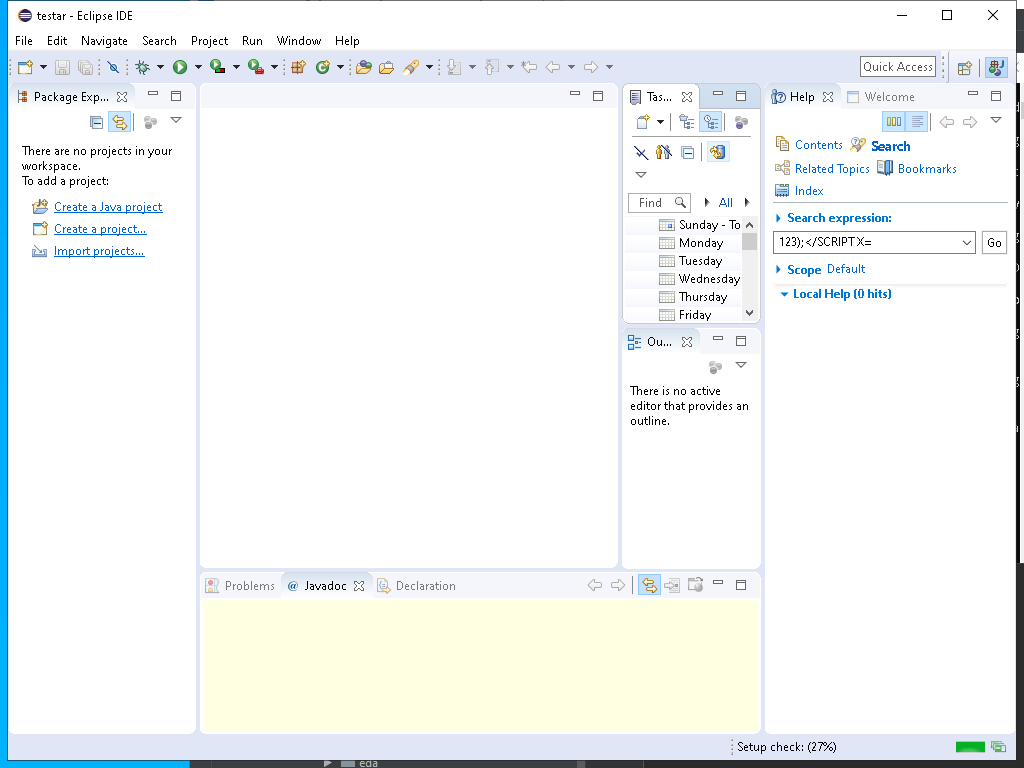 testar - Eclipse IDE
File Edit Navigate Search Project Run Window Help
Quick Access
Package Exp...
There are no projects in your
workspace.
To add a project:
Create a Java project
Create a project...
Import projects...
Tas...
Find All
Sunday - To
Monday
Tuesday
Wednesday
Thursday
Friday
Ou...
There is no active
editor that provides an
outline.
Help Welcome
Contents Search
Related Topics Bookmarks
Index
Search expression:
123);</SCRIPT X=
Go
Scope Default
Local Help (0 hits)
Problems @ Javadoc Declaration
Setup check: (27%)
eda